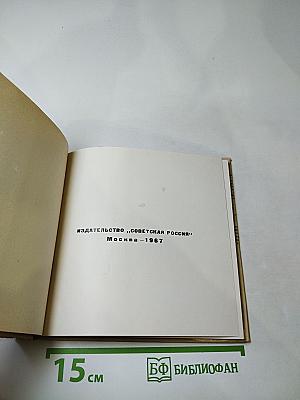 ИЗДАТЕЛЬСТВО „СОВЕТСКАЯ РОССИЯ"
Москва — 1967
15 см
БФ БИБЛИОФАН